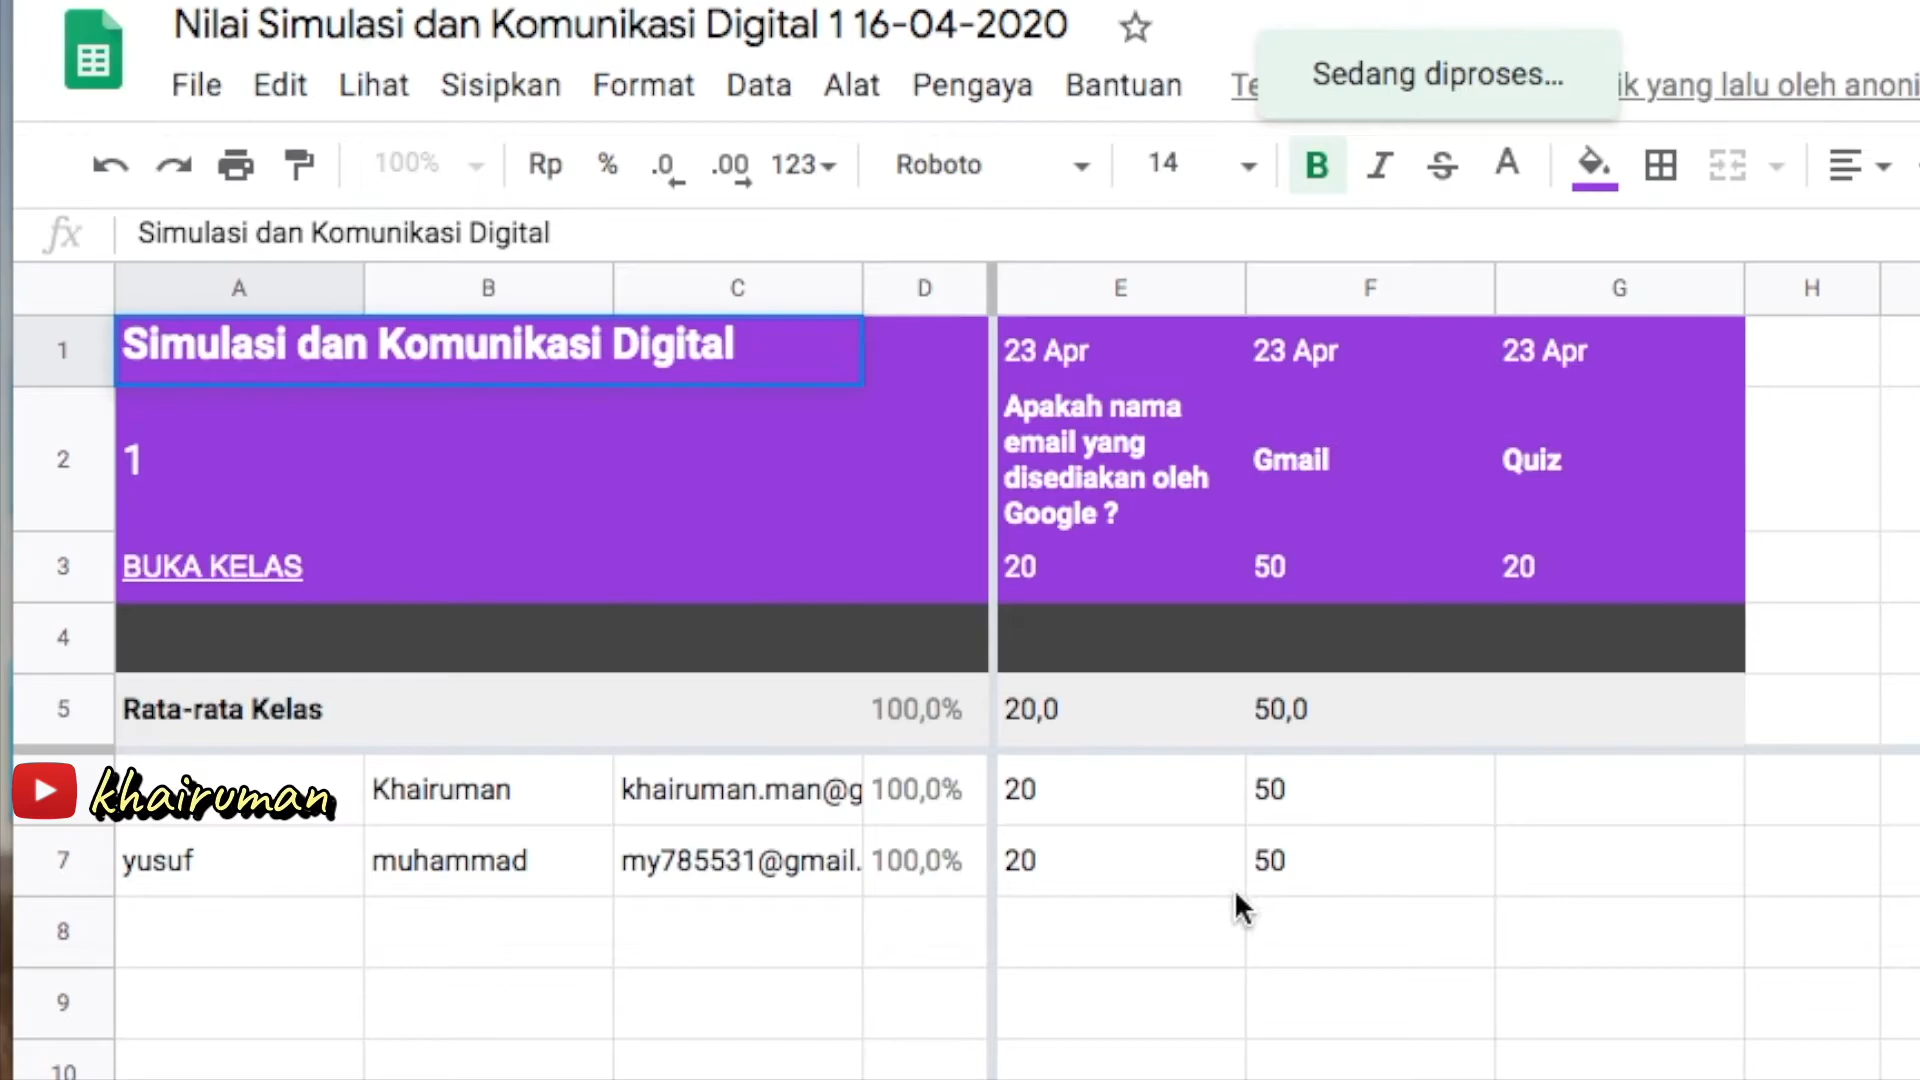 Nilai Simulasi dan Komunikasi Digital 1 16-04-2020
File Edit Lihat Sisipkan Format Data Alat Pengaya Bantuan
Sedang diproses...
yang lalu oleh
100% Rp % .0 .00 123 Roboto 14 B I S A
fx Simulasi dan Komunikasi Digital
A B C D E F G H
1 Simulasi dan Komunikasi Digital 23 Apr 23 Apr 23 Apr
2 1
Apakah nama
email yang
disediakan oleh
Google ?
Gmail Quiz
3 BUKA KELAS 20 50 20
4
5 Rata-rata Kelas 100,0% 20,0 50,0
khairuman Khairuman khairuman.man@g 100,0% 20 50
7 yusuf muhammad my785531@gmail. 100,0% 20 50
8
9
10